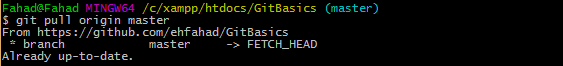 Fahad@Fahad MINGW64 /c/xampp/htdocs/GitBasics (master)
$ git pull origin master
From https://github.com/ehfahad/GitBasics
 * branch            master     -> FETCH_HEAD
Already up-to-date.